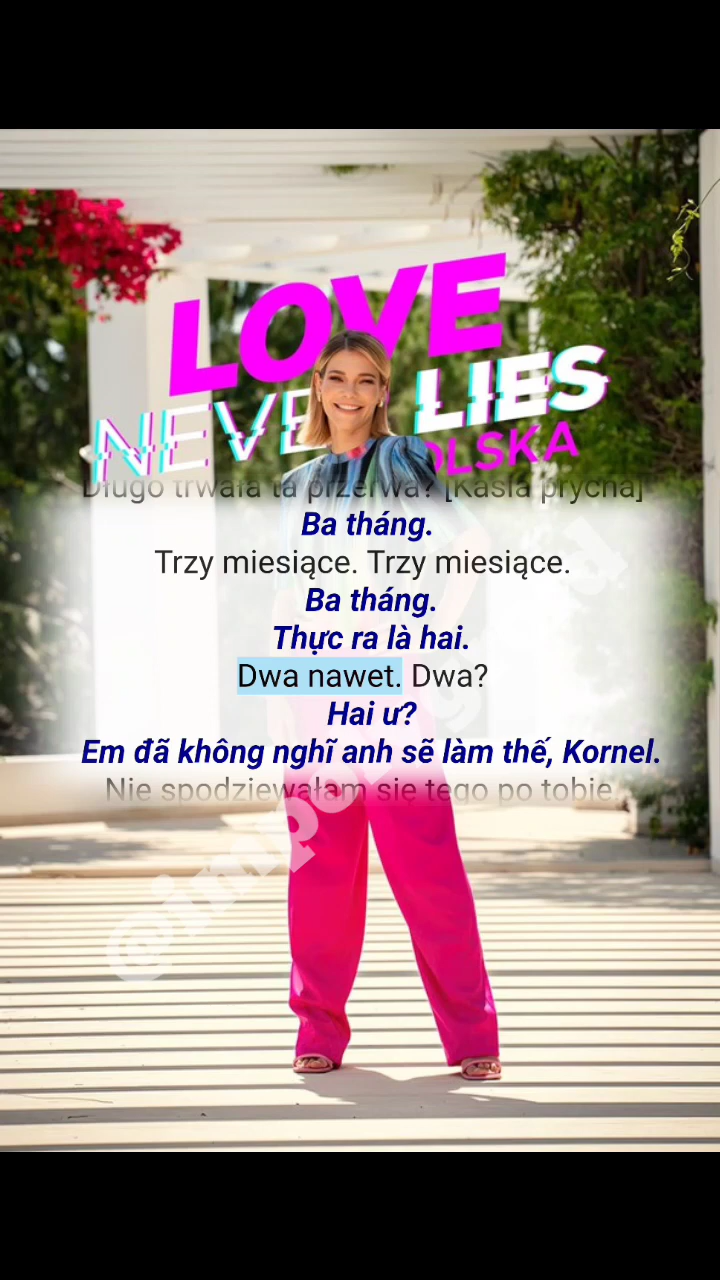 LOVE
NEVE LIES
OLSKA
Długo trwała ta przerwa? [Kasia prycha]
Ba tháng.
Trzy miesiące. Trzy miesiące.
Ba tháng.
Thực ra là hai.
Dwa nawet. Dwa?
Hai ư?
Em đã không nghĩ anh sẽ làm thế, Kornel.
Nie spodziewałam się tego po tobie,